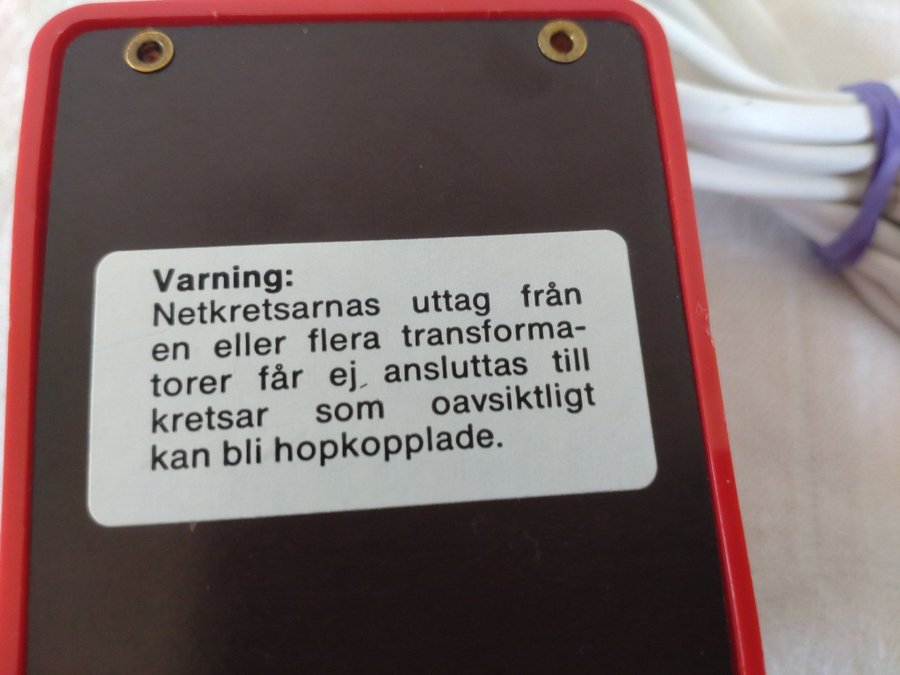 Varning:
Netkretsarnas uttag från
en eller flera transforma-
torer får ej ansluttas till
kretsar som oavsiktligt
kan bli hopkopplade.